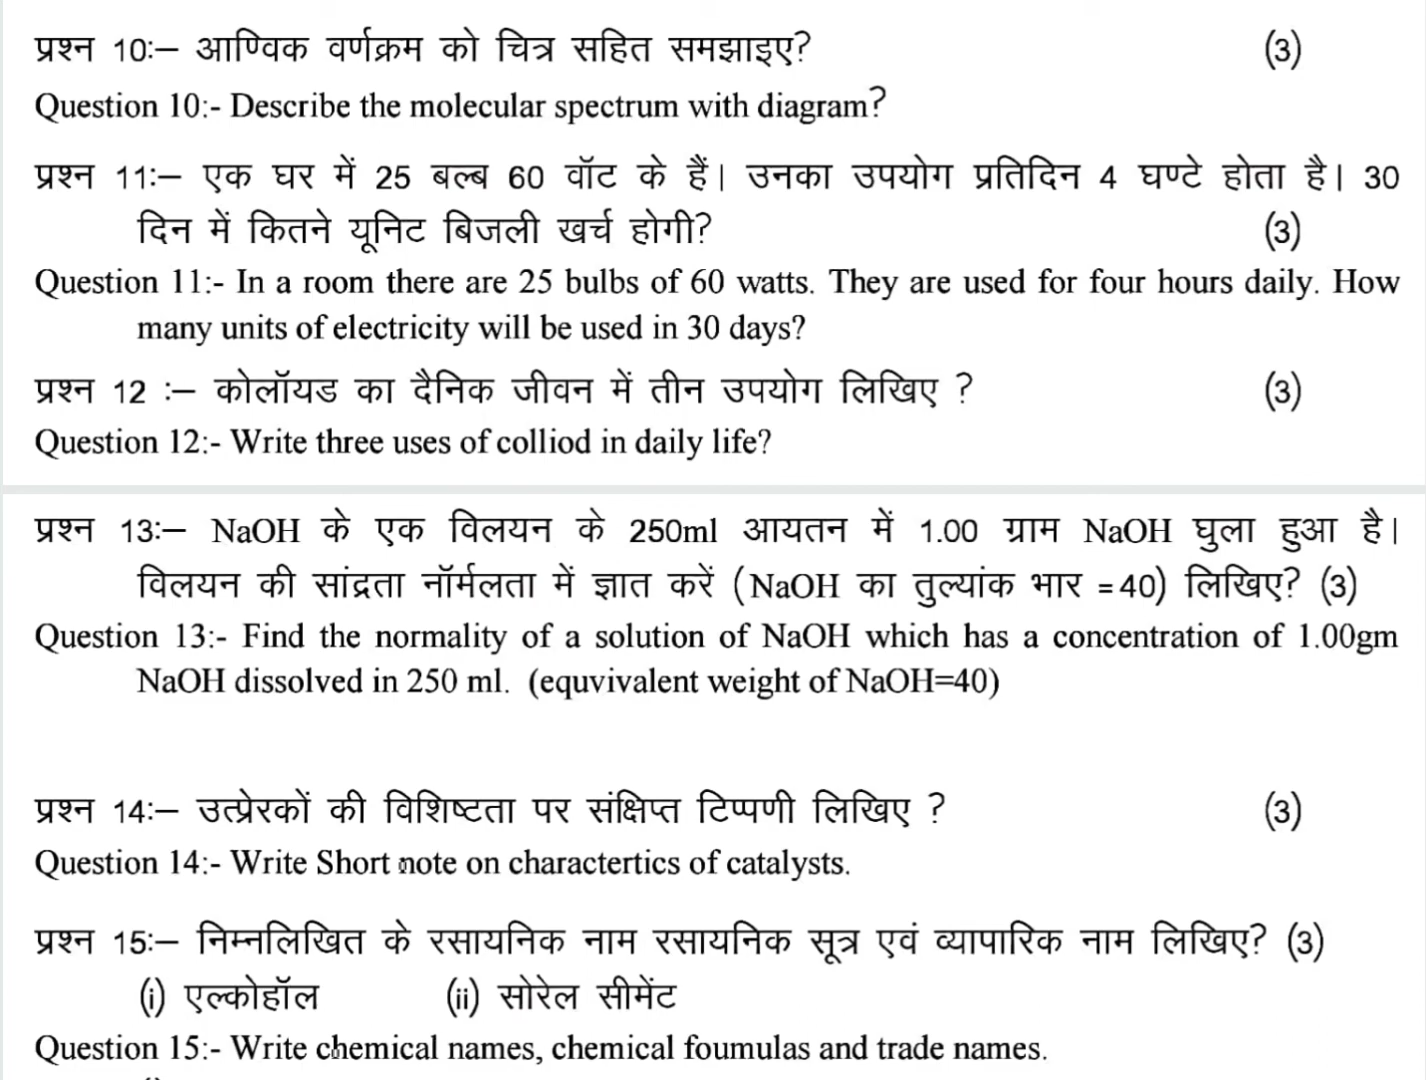 प्रश्न 10:– आण्विक वर्णक्रम को चित्र सहित समझाइए? (3)
Question 10:- Describe the molecular spectrum with diagram?
प्रश्न 11:– एक घर में 25 बल्ब 60 वॉट के हैं। उनका उपयोग प्रतिदिन 4 घण्टे होता है। 30
दिन में कितने यूनिट बिजली खर्च होगी? (3)
Question 11:- In a room there are 25 bulbs of 60 watts. They are used for four hours daily. How
many units of electricity will be used in 30 days?
प्रश्न 12 :– कोलॉयड का दैनिक जीवन में तीन उपयोग लिखिए ? (3)
Question 12:- Write three uses of colliod in daily life?
प्रश्न 13:– NaOH के एक विलयन के 250ml आयतन में 1.00 ग्राम NaOH घुला हुआ है।
विलयन की सांद्रता नॉर्मलता में ज्ञात करें (NaOH का तुल्यांक भार =40) लिखिए? (3)
Question 13:- Find the normality of a solution of NaOH which has a concentration of 1.00gm
NaOH dissolved in 250 ml. (equvivalent weight of NaOH=40)
प्रश्न 14:– उत्प्रेरकों की विशिष्टता पर संक्षिप्त टिप्पणी लिखिए ? (3)
Question 14:- Write Short note on charactertics of catalysts.
प्रश्न 15:– निम्नलिखित के रसायनिक नाम रसायनिक सूत्र एवं व्यापारिक नाम लिखिए? (3)
(i) एल्कोहॉल (ii) सोरेल सीमेंट
Question 15:- Write chemical names, chemical foumulas and trade names.